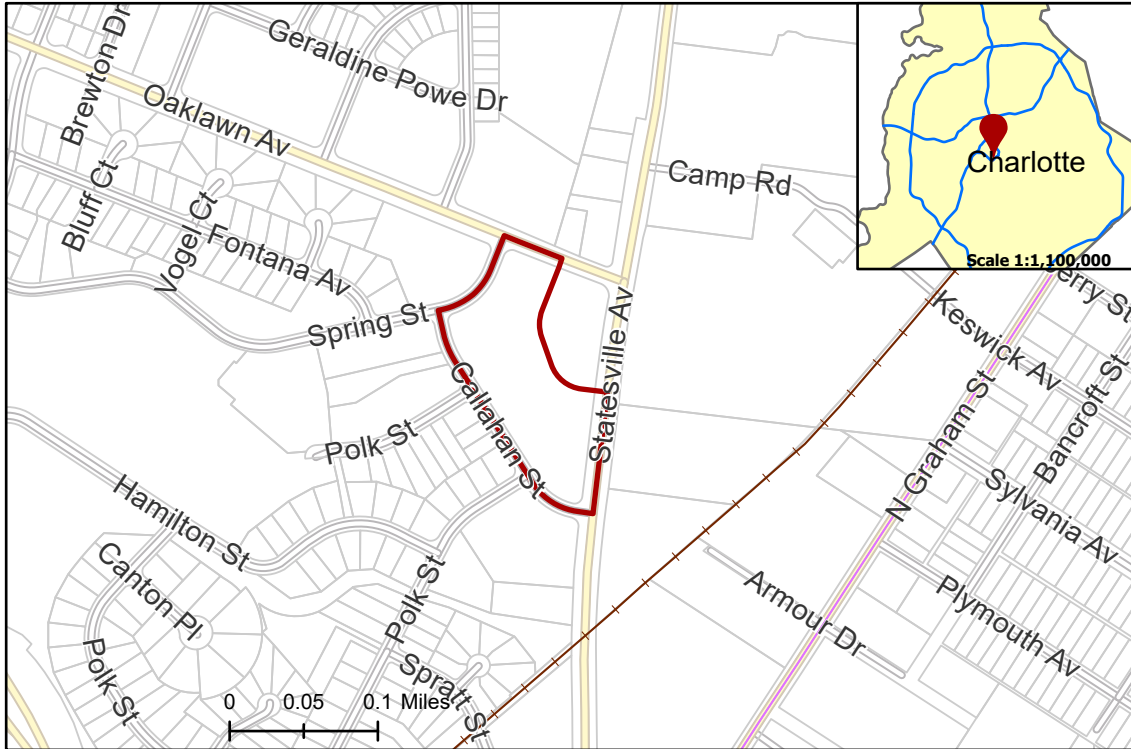 Geraldine Powe Dr
Brewton Dr
Oaklawn Av
Bluff Ct
Vogel Ct
Fontana Av
Spring St
Camp Rd
Charlotte
Scale 1:1,100,000
Statesville Av
Callahan St
Polk St
Hamilton St
Canton Pl
Polk St
Polk St
Spratt St
Keswick Av
N Graham St
Bancroft St
Sylvania Av
Plymouth Av
Armour Dr
0 0.05 0.1 Miles